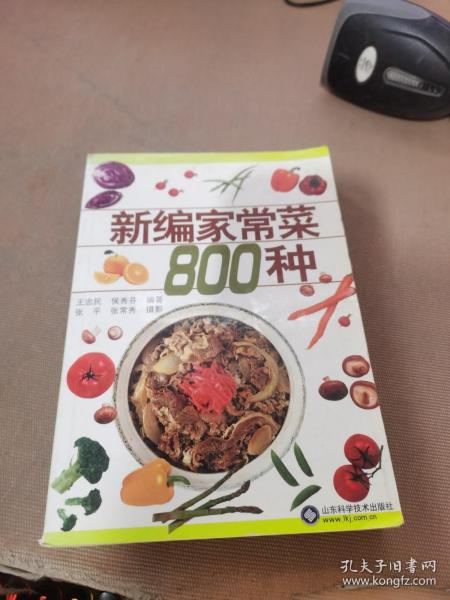 新编家常菜
800种
王志民 侯秀芬 编著
张平 张常秀 摄影
山东科学技术出版社
www.lkj.com.cn
孔夫子旧书网
www.kongfz.com